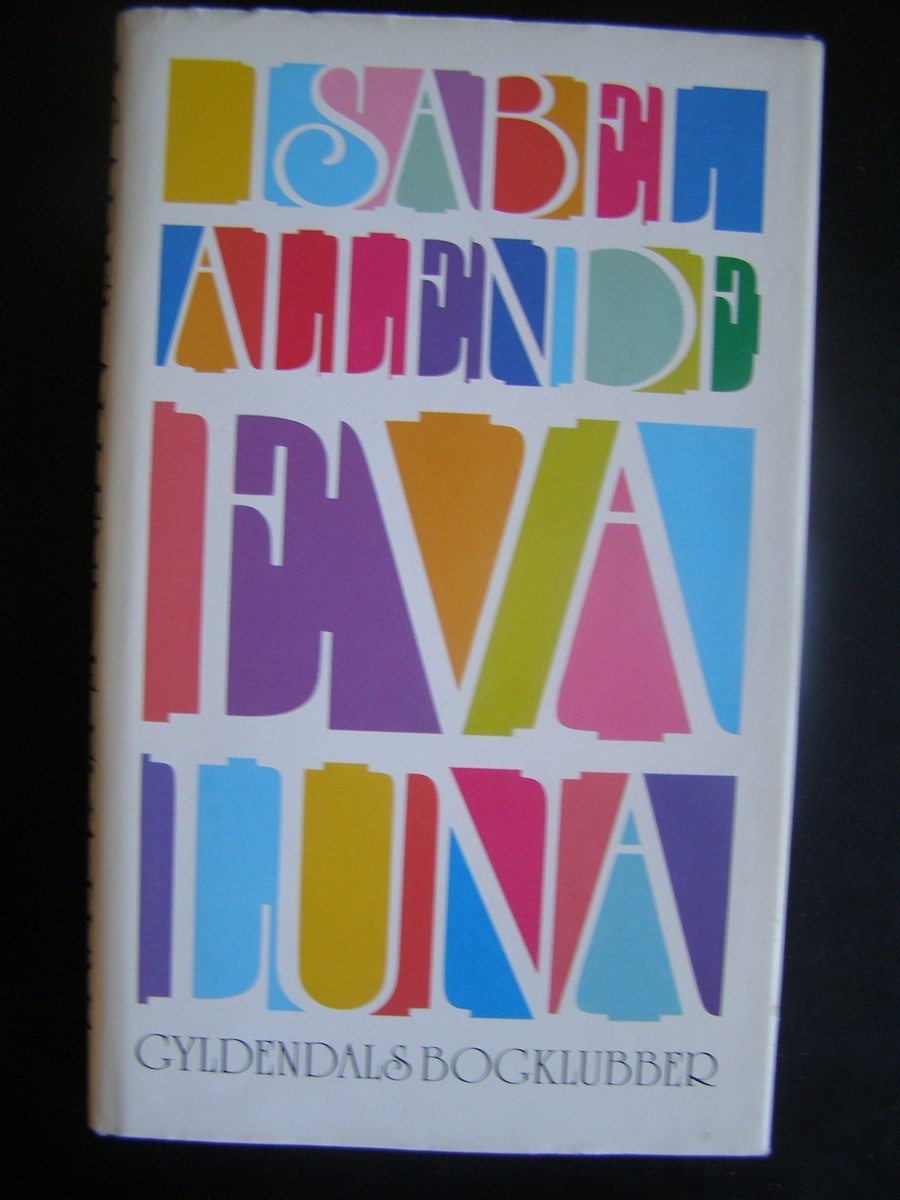 ISABEL
ALLENDE
EVA
LUNA
GYLDENDALS BOGKLUBBER